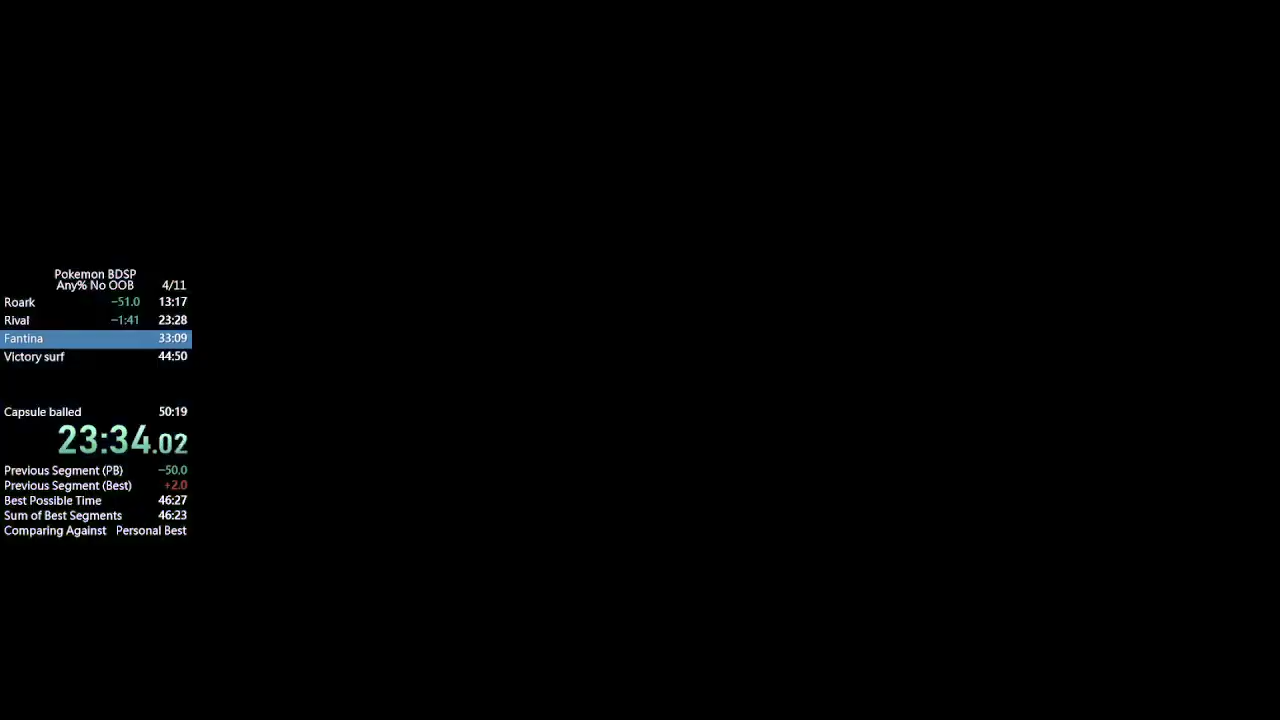 Pokemon BDSP
Any% No OOB 4/11
Roark −51.0 13:17
Rival −1:41 23:28
Fantina 33:09
Victory surf 44:50
Capsule balled 50:19
23:34.02
Previous Segment (PB) −50.0
Previous Segment (Best) +2.0
Best Possible Time 46:27
Sum of Best Segments 46:23
Comparing Against Personal Best